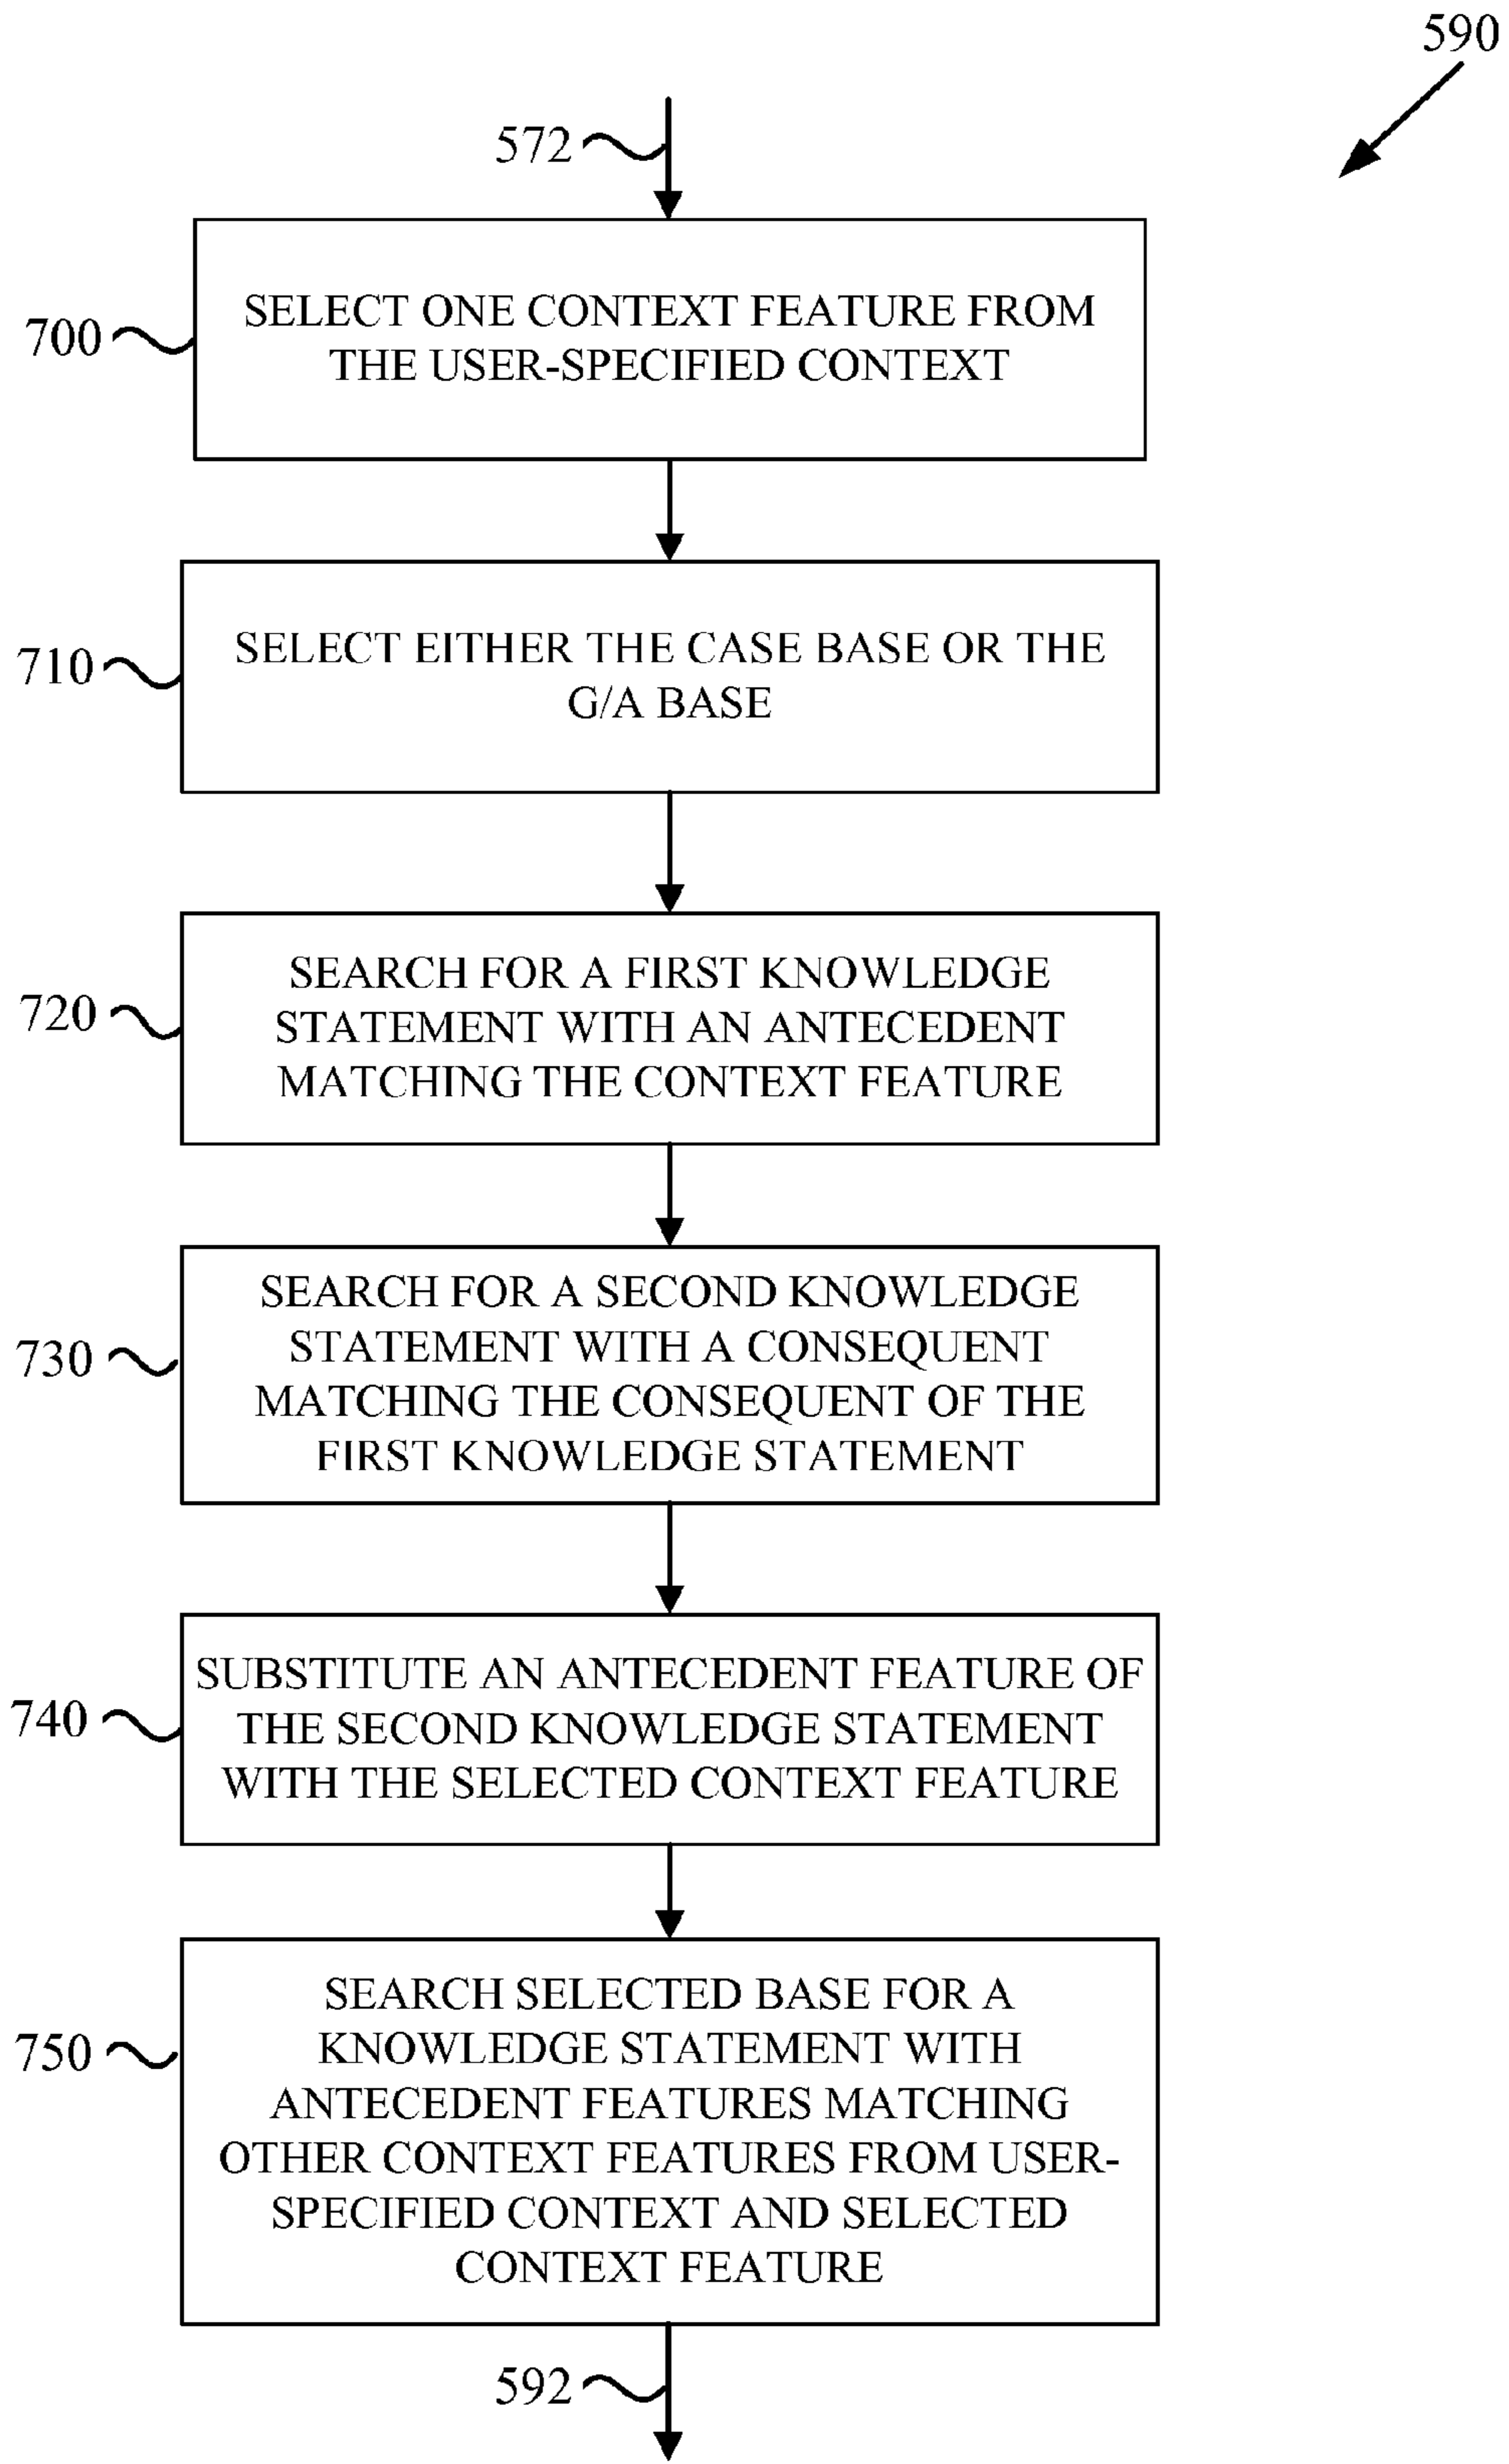 590
572
700
SELECT ONE CONTEXT FEATURE FROM
THE USER-SPECIFIED CONTEXT
710
SELECT EITHER THE CASE BASE OR THE
G/A BASE
720
SEARCH FOR A FIRST KNOWLEDGE
STATEMENT WITH AN ANTECEDENT
MATCHING THE CONTEXT FEATURE
730
SEARCH FOR A SECOND KNOWLEDGE
STATEMENT WITH A CONSEQUENT
MATCHING THE CONSEQUENT OF THE
FIRST KNOWLEDGE STATEMENT
740
SUBSTITUTE AN ANTECEDENT FEATURE OF
THE SECOND KNOWLEDGE STATEMENT
WITH THE SELECTED CONTEXT FEATURE
750
SEARCH SELECTED BASE FOR A
KNOWLEDGE STATEMENT WITH
ANTECEDENT FEATURES MATCHING
OTHER CONTEXT FEATURES FROM USER-
SPECIFIED CONTEXT AND SELECTED
CONTEXT FEATURE
592